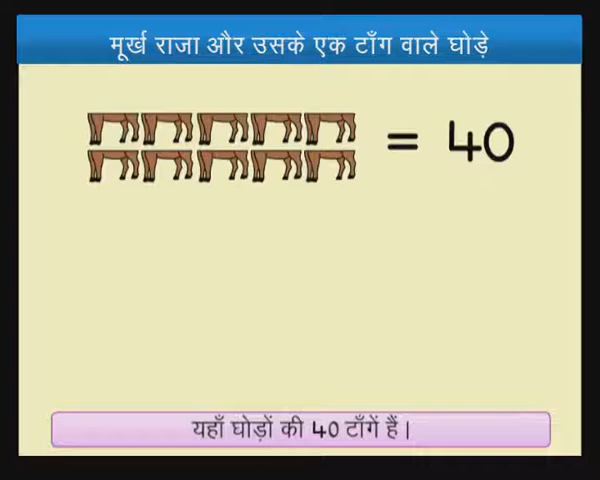 मूर्ख राजा और उसके एक टाँग वाले घोड़े
= 40
यहाँ घोड़ों की 40 टाँगें हैं।